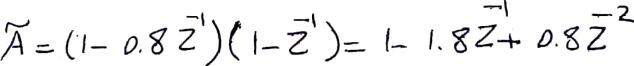 Ã = (1 - 0.8 Z⁻¹)(1 - Z⁻¹) = 1 - 1.8 Z⁻¹ + 0.8 Z⁻²